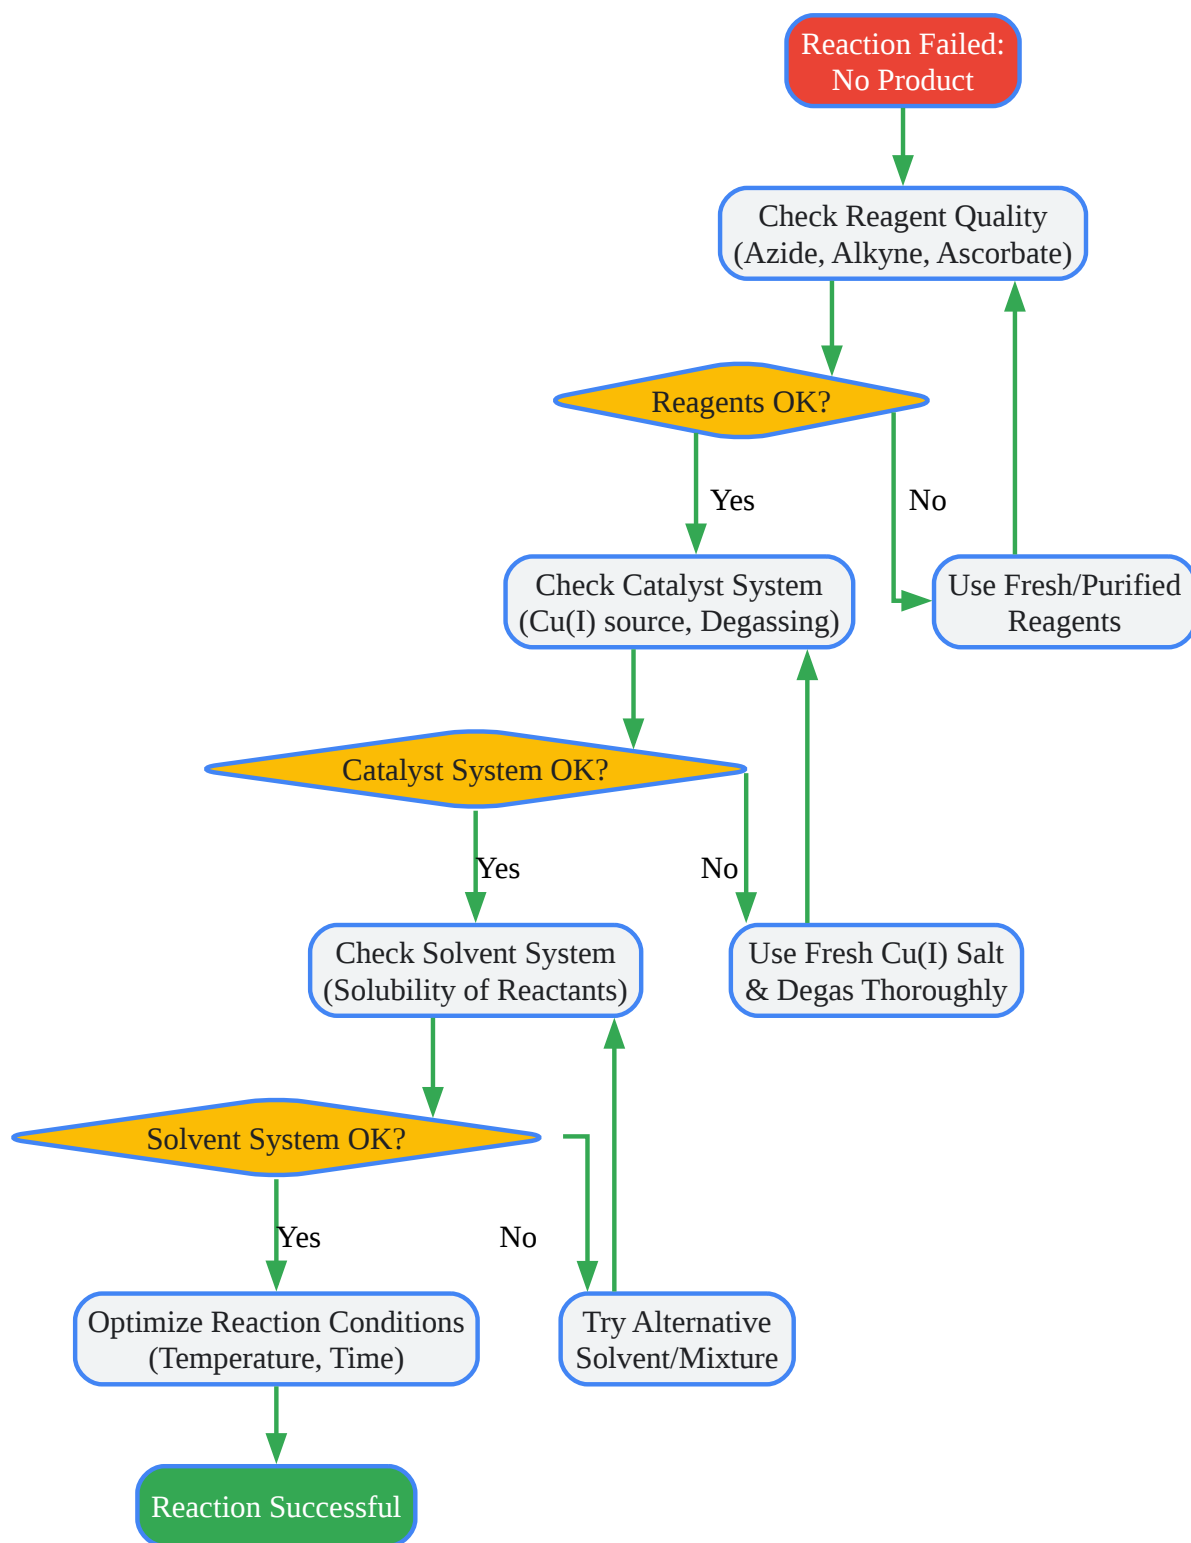 Reaction Failed:
No Product
Check Reagent Quality
(Azide, Alkyne, Ascorbate)
Reagents OK?
Yes
No
Check Catalyst System
(Cu(I) source, Degassing)
Use Fresh/Purified
Reagents
Catalyst System OK?
Yes
No
Check Solvent System
(Solubility of Reactants)
Use Fresh Cu(I) Salt
& Degas Thoroughly
Solvent System OK?
Yes
No
Optimize Reaction Conditions
(Temperature, Time)
Try Alternative
Solvent/Mixture
Reaction Successful